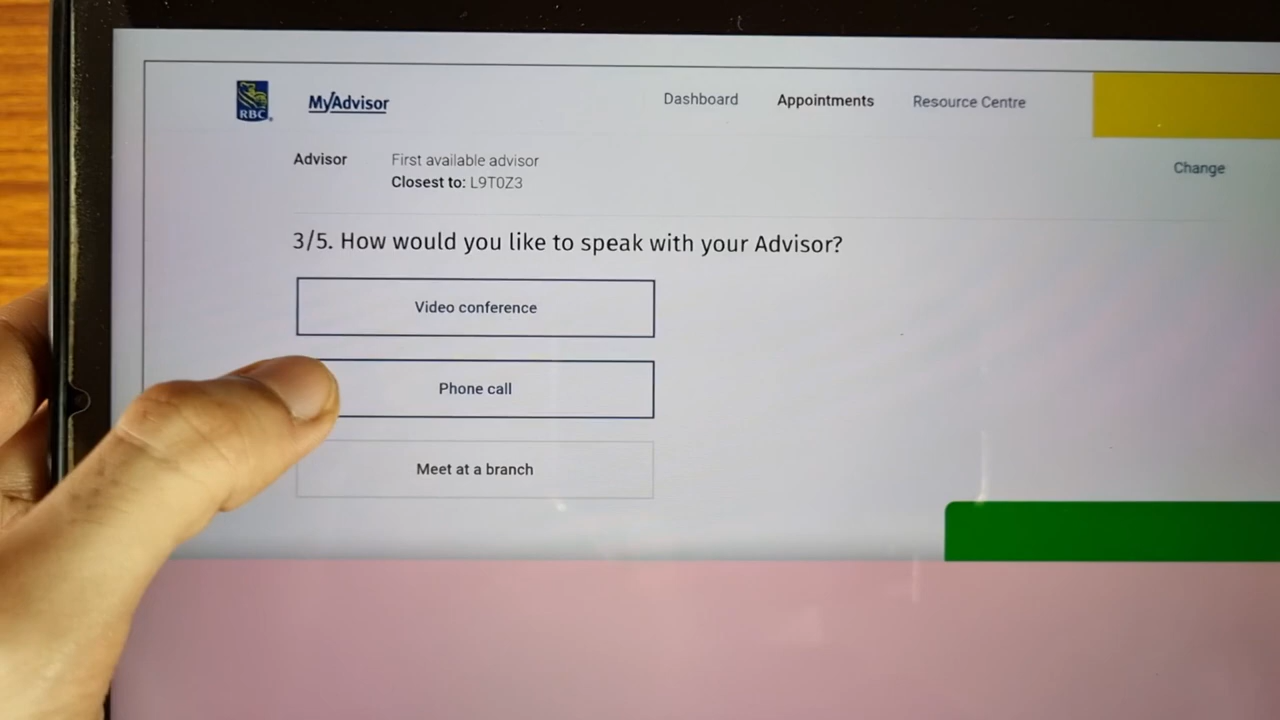 RBC
MyAdvisor
Dashboard
Appointments
Resource Centre
Advisor
First available advisor
Closest to: L9T0Z3
Change
3/5. How would you like to speak with your Advisor?
Video conference
Phone call
Meet at a branch